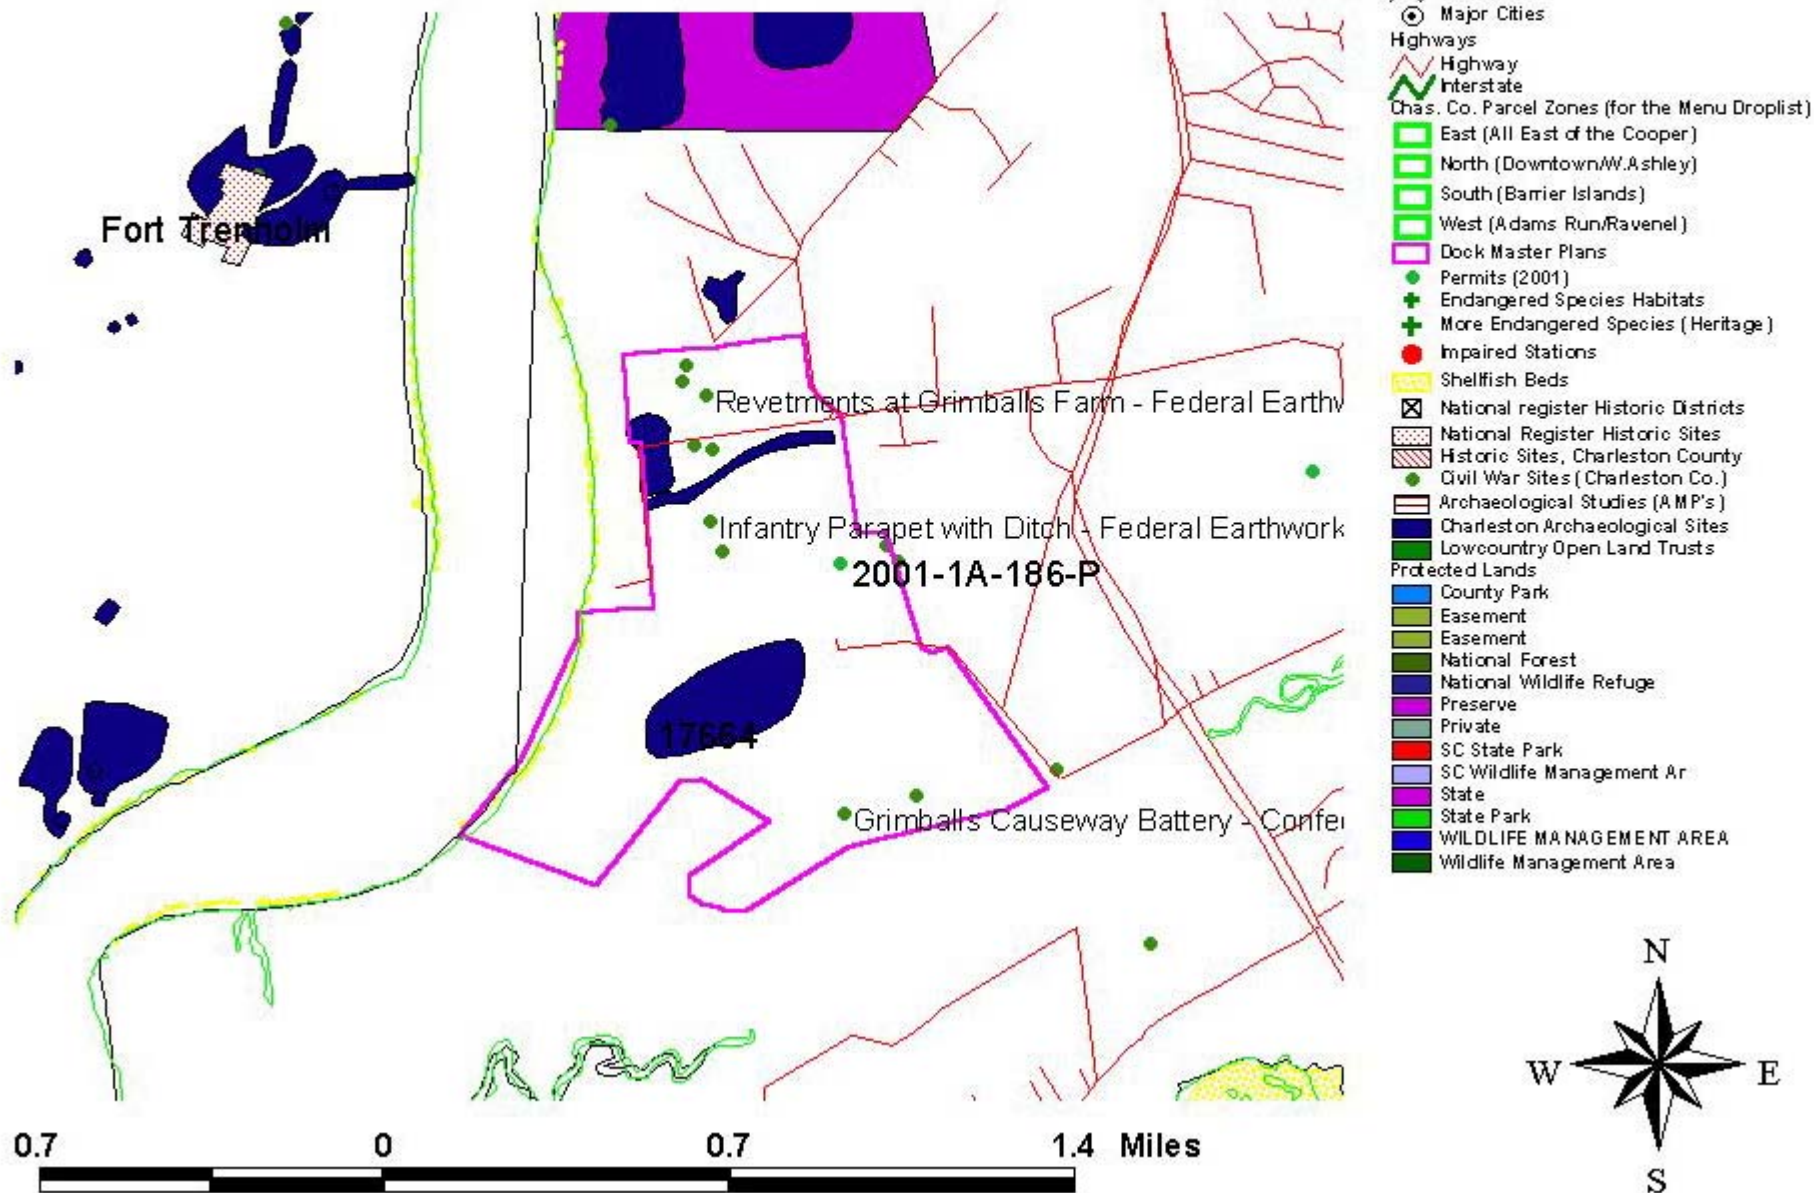 Major Cities
Highways
Highway
Interstate
Chas. Co. Parcel Zones (for the Menu Droplist)
East (All East of the Cooper)
North (Downtown/W.Ashley)
South (Barrier Islands)
West (Adams Run/Ravenel)
Dock Master Plans
Permits (2001)
Endangered Species Habitats
More Endangered Species (Heritage)
Impaired Stations
Shellfish Beds
National register Historic Districts
National Register Historic Sites
Historic Sites, Charleston County
Civil War Sites (Charleston Co.)
Archaeological Studies (AMP's)
Charleston Archaeological Sites
Lowcountry Open Land Trusts
Protected Lands
County Park
Easement
Easement
National Forest
National Wildlife Refuge
Preserve
Private
SC State Park
SC Wildlife Management Ar
State
State Park
WILDLIFE MANAGEMENT AREA
Wildlife Management Area
Fort Trenholm
Revetments at Grimballs Farm - Federal Earthw
Infantry Parapet with Ditch - Federal Earthwork
2001-1A-186-P
17664
Grimballs Causeway Battery - Confe
N
W E
S
0.7 0 0.7 1.4 Miles